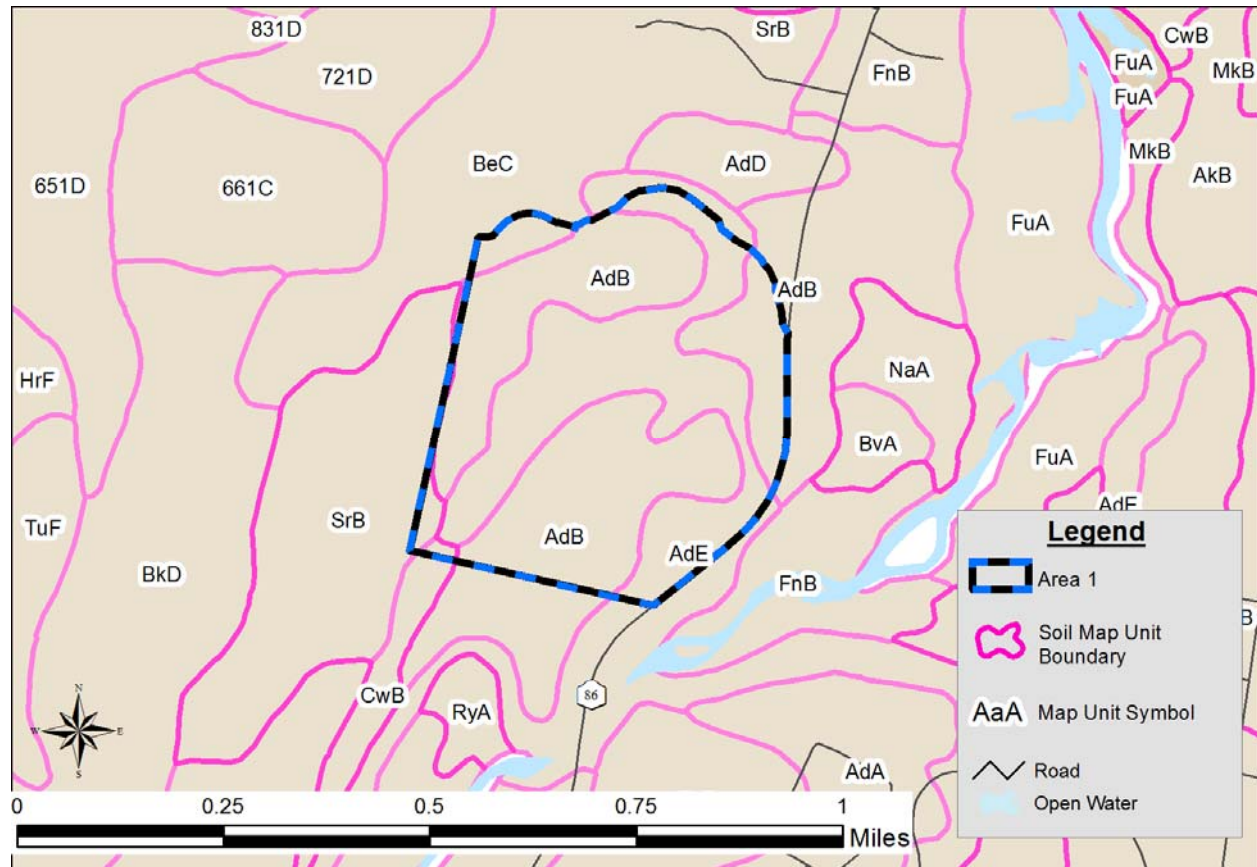 831D
SrB
CwB
721D
FnB
FuA
MkB
FuA
MkB
651D
661C
BeC
AdD
AkB
FuA
AdB
AdB
HrF
NaA
BvA
FuA
TuF
SrB
AdE
BkD
AdB
AdE
FnB
CwB
RyA
86
AdA
B
N
W E
S
Legend
Area 1
Soil Map Unit
Boundary
AaA Map Unit Symbol
Road
Open Water
0 0.25 0.5 0.75 1
Miles